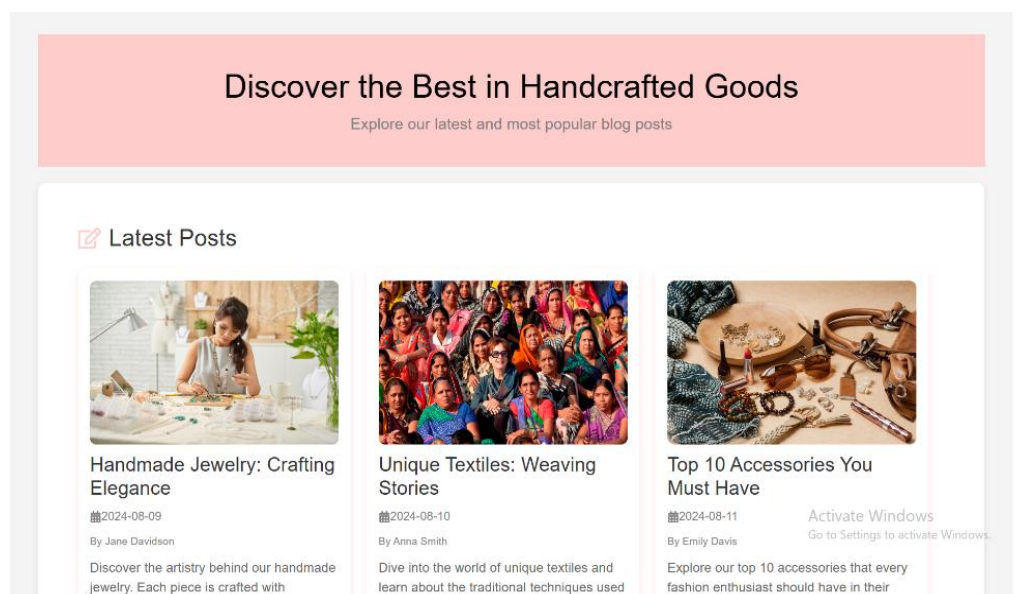 Discover the Best in Handcrafted Goods
Explore our latest and most popular blog posts
Latest Posts
Handmade Jewelry: Crafting
Elegance
2024-08-09
By Jane Davidson
Discover the artistry behind our handmade
jewelry. Each piece is crafted with
Unique Textiles: Weaving
Stories
2024-08-10
By Anna Smith
Dive into the world of unique textiles and
learn about the traditional techniques used
Top 10 Accessories You
Must Have
2024-08-11
By Emily Davis
Explore our top 10 accessories that every
fashion enthusiast should have in their
Activate Windows
Go to Settings to activate Windows.